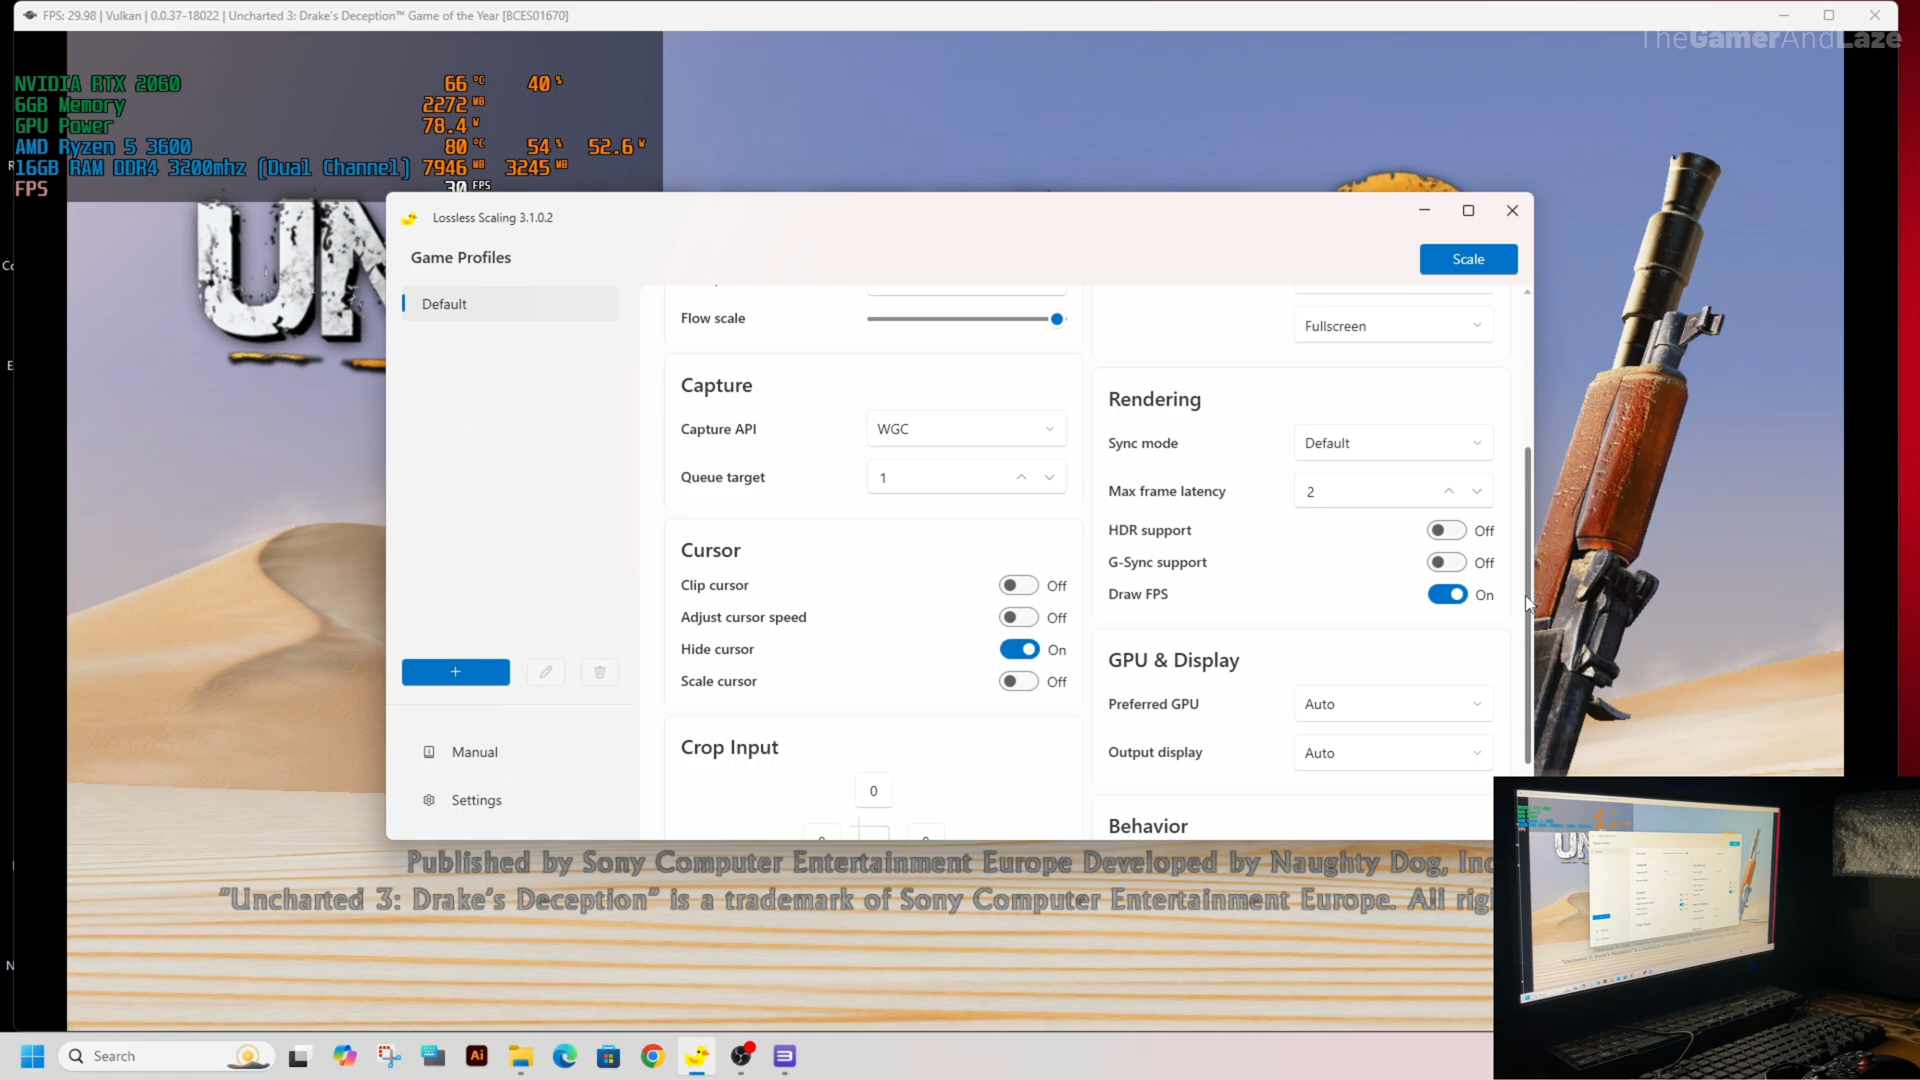 FPS: 29.98 | Vulkan | 0.0.37-18022 | Uncharted 3: Drake's Deception™ Game of the Year [BCES01670]
TheGamerAndLaze
NVIDIA RTX 2060 66 °C 40 %
6GB Memory 2272 MB
GPU Power 78.4 W
AMD Ryzen 5 3600 80 °C 54 % 52.6 W
16GB RAM DDR4 3200mhz [Dual Channel] 7946 MB 3245 MB
FPS 30 FPS
UN
Lossless Scaling 3.1.0.2
Game Profiles
Scale
Default
Flow scale
Fullscreen
Capture
Capture API WGC
Queue target 1
Rendering
Sync mode Default
Max frame latency 2
HDR support Off
G-Sync support Off
Draw FPS On
Cursor
Clip cursor Off
Adjust cursor speed Off
Hide cursor On
Scale cursor Off
GPU & Display
Preferred GPU Auto
Output display Auto
Crop Input
0
Behavior
+
Manual
Settings
Published by Sony Computer Entertainment Europe Developed by Naughty Dog, Inc
"Uncharted 3: Drake's Deception" is a trademark of Sony Computer Entertainment Europe. All rig
Search
Ai